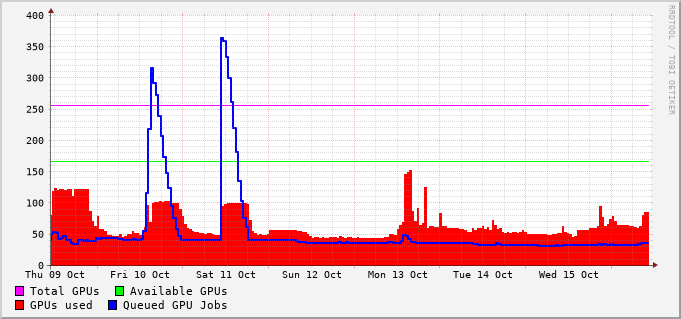 400
350
300
250
200
150
100
50
0
Thu 09 Oct Fri 10 Oct Sat 11 Oct Sun 12 Oct Mon 13 Oct Tue 14 Oct Wed 15 Oct
Total GPUs Available GPUs
GPUs used Queued GPU Jobs
RRDTOOL / TOBI OETIKER